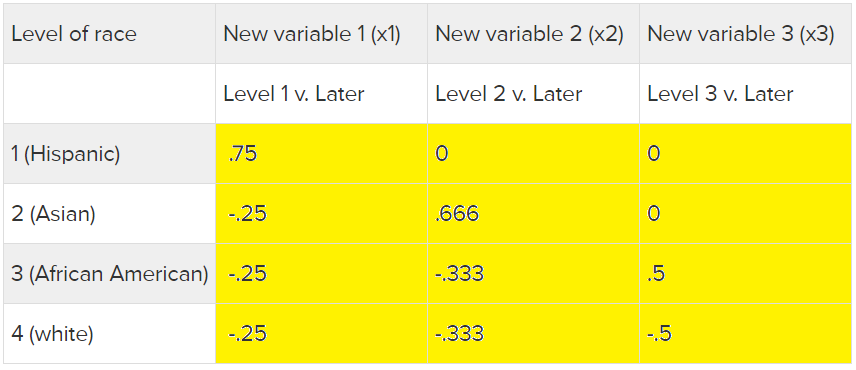 Level of race New variable 1 (x1) New variable 2 (x2) New variable 3 (x3)
Level 1 v. Later Level 2 v. Later Level 3 v. Later
1 (Hispanic) .75 0 0
2 (Asian) -.25 .666 0
3 (African American) -.25 -.333 .5
4 (white) -.25 -.333 -.5